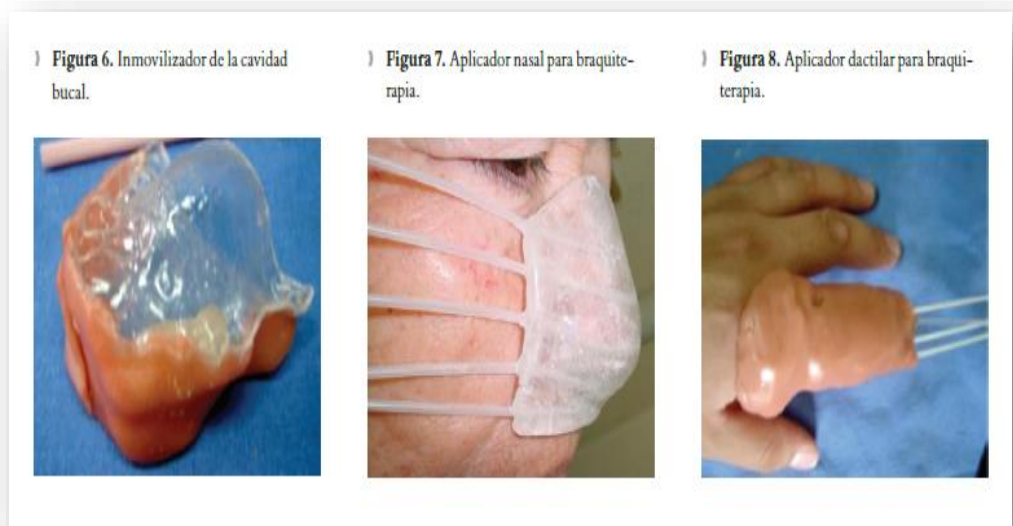 Figura 6. Inmovilizador de la cavidad
bucal.
Figura 7. Aplicador nasal para braquite-
rapia.
Figura 8. Aplicador dactilar para braqui-
terapia.